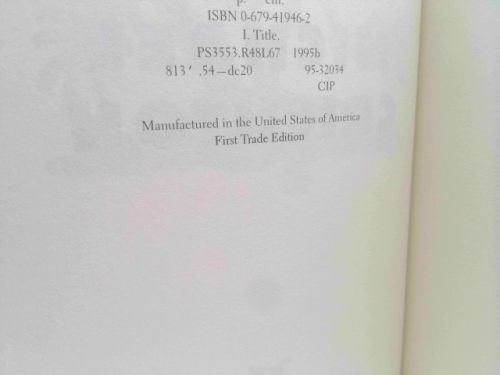 p. cm.
ISBN 0-679-41946-2
I. Title.
PS3553.R48L67 1995b
813′.54—dc20 95-32034
CIP
Manufactured in the United States of America
First Trade Edition